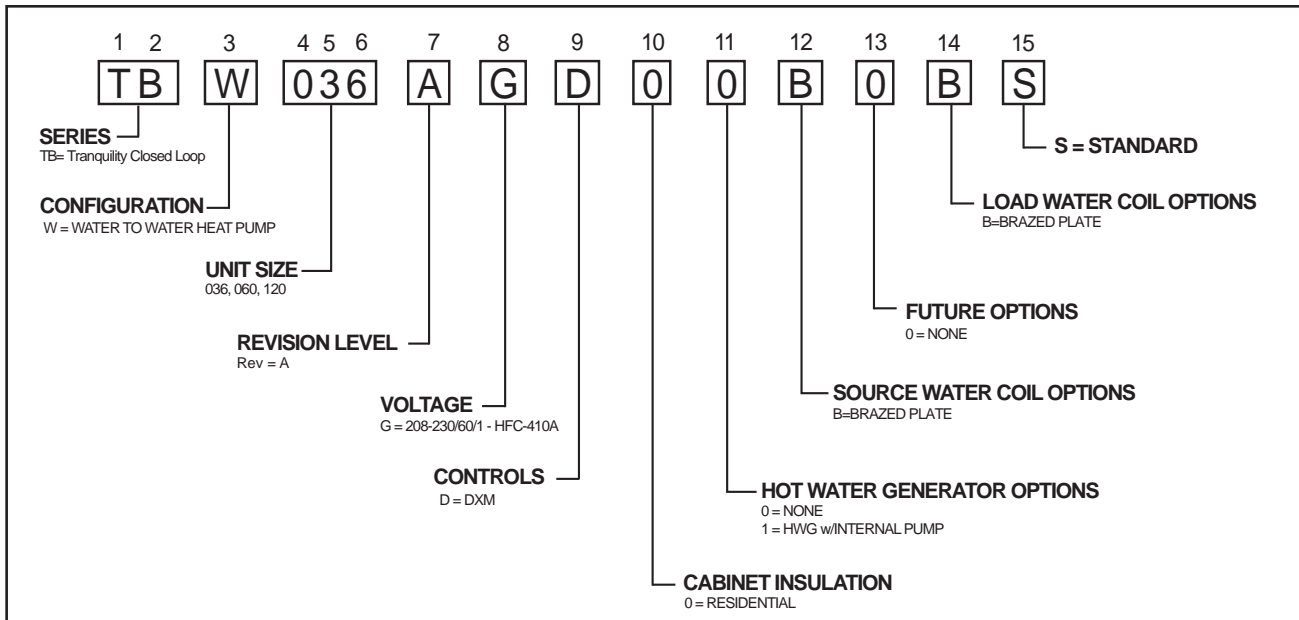 1 2 3 4 5 6 7 8 9 10 11 12 13 14 15
TB W 036 A G D 0 0 B 0 B S
SERIES
TB= Tranquility Closed Loop
S = STANDARD
CONFIGURATION
W = WATER TO WATER HEAT PUMP
LOAD WATER COIL OPTIONS
B=BRAZED PLATE
UNIT SIZE
036, 060, 120
FUTURE OPTIONS
0 = NONE
REVISION LEVEL
Rev = A
SOURCE WATER COIL OPTIONS
B=BRAZED PLATE
VOLTAGE
G = 208-230/60/1 - HFC-410A
CONTROLS
D = DXM
HOT WATER GENERATOR OPTIONS
0 = NONE
1 = HWG w/INTERNAL PUMP
CABINET INSULATION
0 = RESIDENTIAL